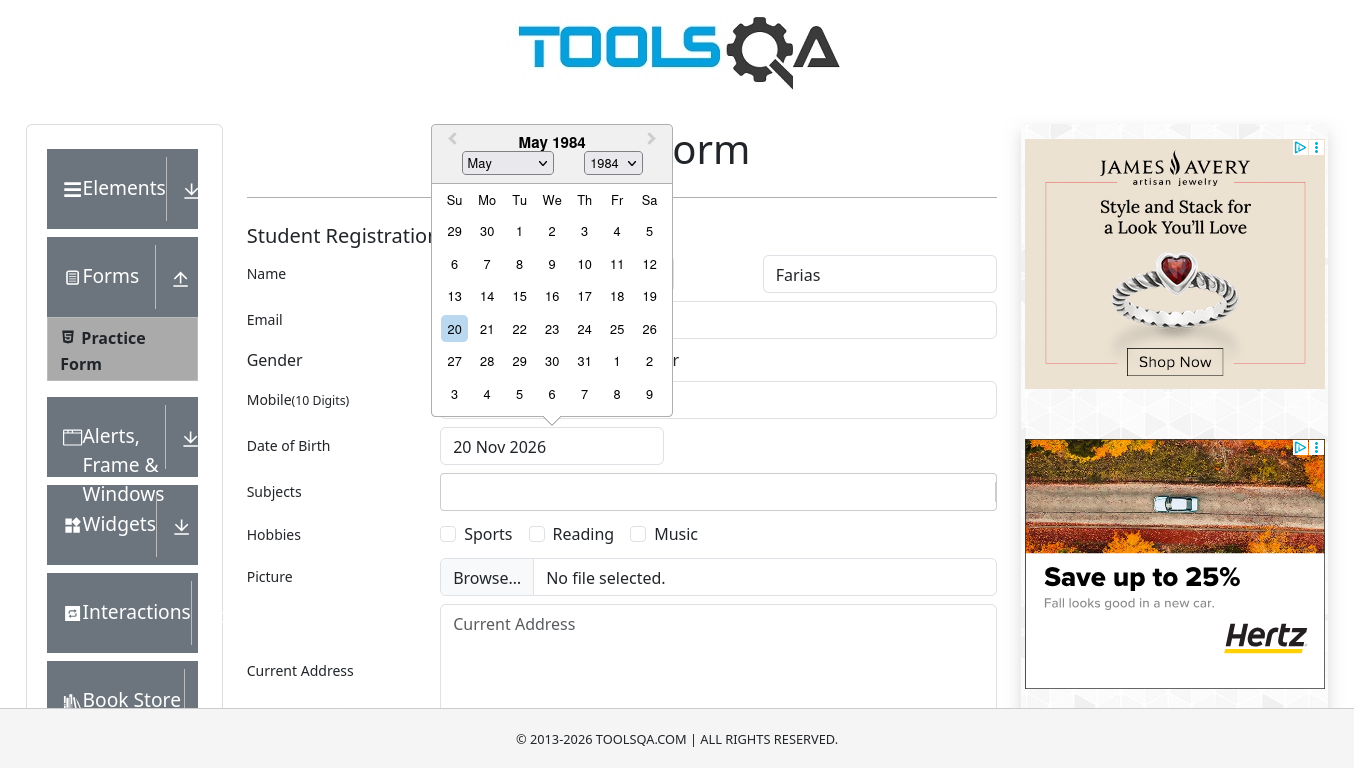 TOOLSQA
Elements
Forms
Practice
Form
Alerts,
Frame &
Windows
Widgets
Interactions
Book Store
orm
Student Registration
Name
Farias
Email
Gender
r
Mobile(10 Digits)
Date of Birth
20 Nov 2026
Subjects
Hobbies
Sports
Reading
Music
Picture
Browse...
No file selected.
Current Address
Current Address
May 1984
May
1984
Su Mo Tu We Th Fr Sa
29 30 1 2 3 4 5
6 7 8 9 10 11 12
13 14 15 16 17 18 19
20 21 22 23 24 25 26
27 28 29 30 31 1 2
3 4 5 6 7 8 9
JAMES AVERY
artisan jewelry
Style and Stack for
a Look You'll Love
Shop Now
Save up to 25%
Fall looks good in a new car.
Hertz
© 2013-2026 TOOLSQA.COM | ALL RIGHTS RESERVED.